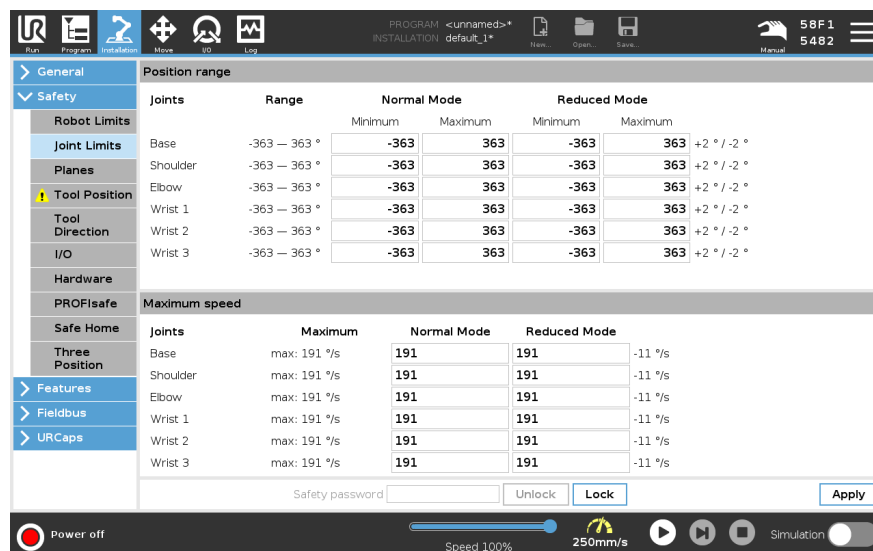 PROGRAM <unnamed>*
INSTALLATION default_1*
Run Program Installation Move I/O Log New... Open... Save... Manual
58F1
5482
General
Safety
Robot Limits
Joint Limits
Planes
Tool Position
Tool
Direction
I/O
Hardware
PROFIsafe
Safe Home
Three
Position
Features
Fieldbus
URCaps
Position range
Joints Range Normal Mode Reduced Mode
Minimum Maximum Minimum Maximum
Base -363 — 363 ° -363 363 -363 363 +2 ° / -2 °
Shoulder -363 — 363 ° -363 363 -363 363 +2 ° / -2 °
Elbow -363 — 363 ° -363 363 -363 363 +2 ° / -2 °
Wrist 1 -363 — 363 ° -363 363 -363 363 +2 ° / -2 °
Wrist 2 -363 — 363 ° -363 363 -363 363 +2 ° / -2 °
Wrist 3 -363 — 363 ° -363 363 -363 363 +2 ° / -2 °
Maximum speed
Joints Maximum Normal Mode Reduced Mode
Base max: 191 °/s 191 191 -11 °/s
Shoulder max: 191 °/s 191 191 -11 °/s
Elbow max: 191 °/s 191 191 -11 °/s
Wrist 1 max: 191 °/s 191 191 -11 °/s
Wrist 2 max: 191 °/s 191 191 -11 °/s
Wrist 3 max: 191 °/s 191 191 -11 °/s
Safety password Unlock Lock Apply
Power off Speed 100% 250mm/s Simulation